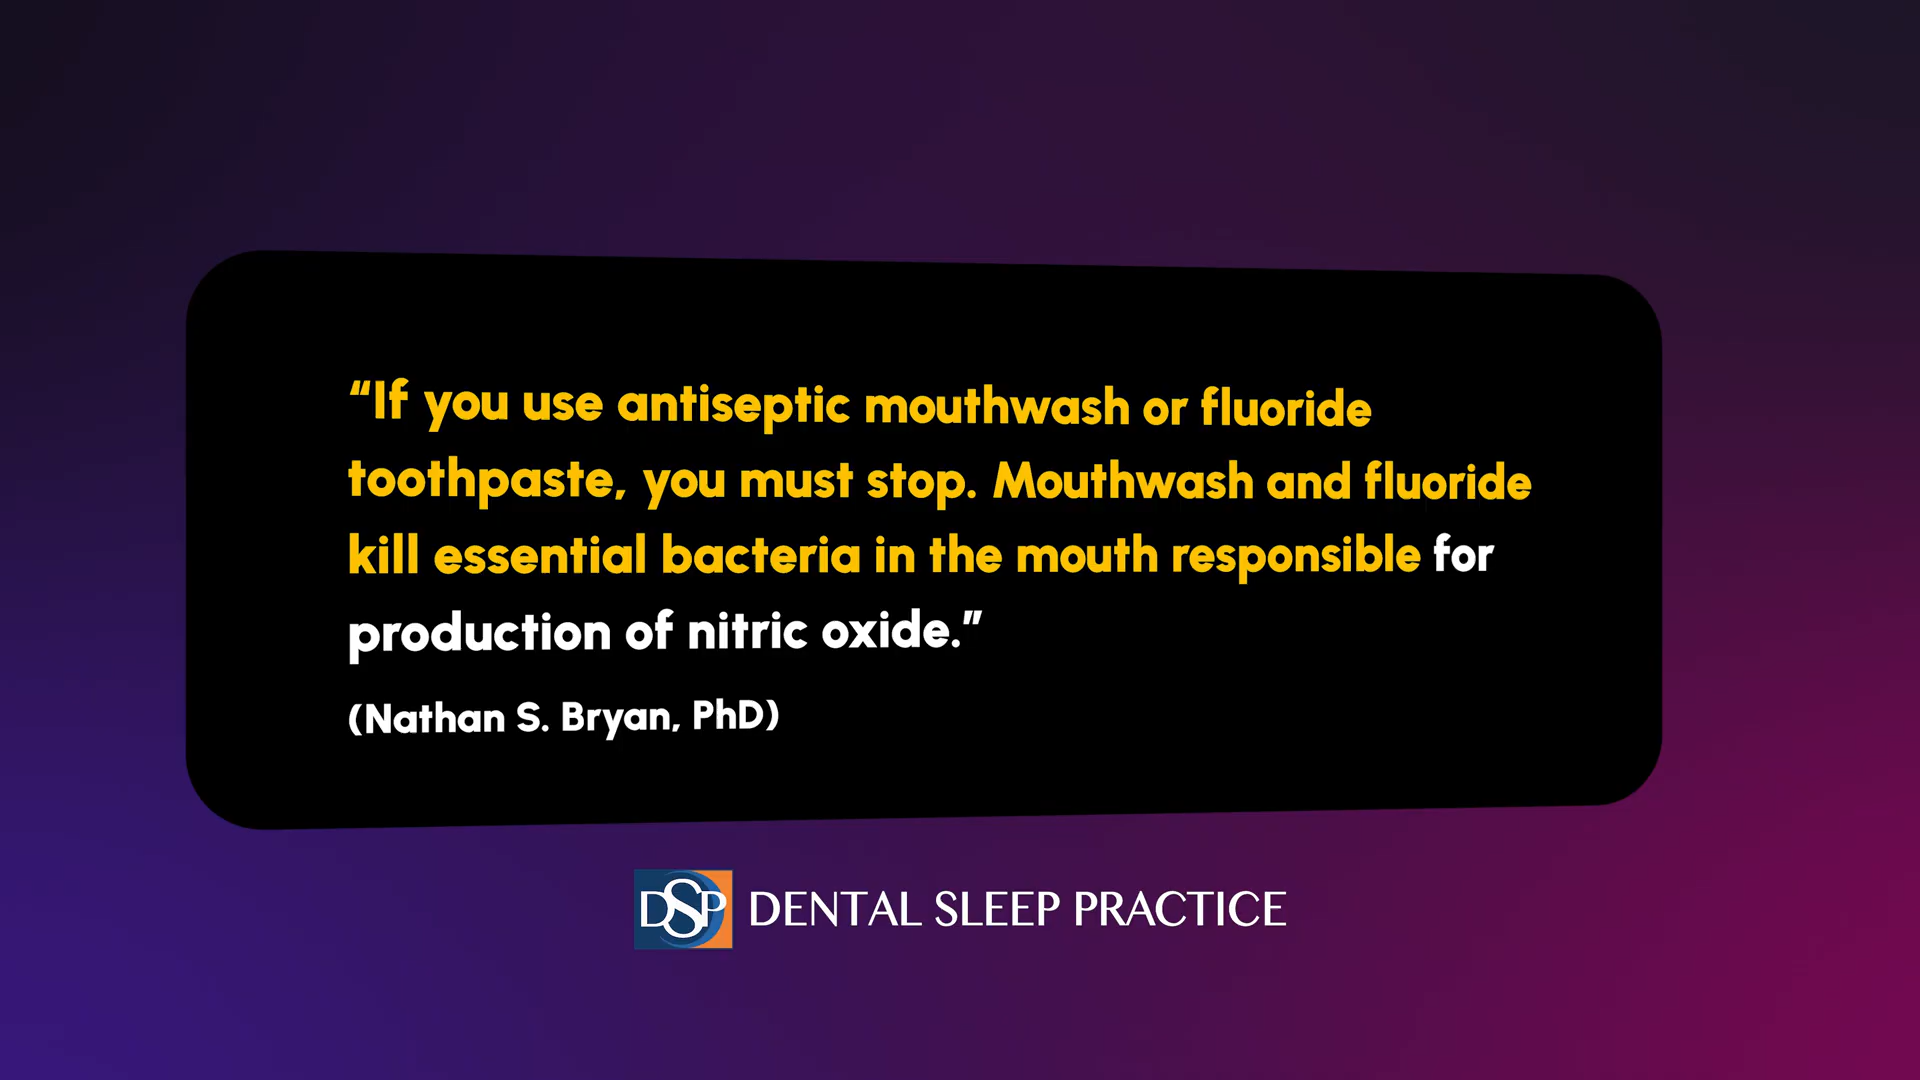 “If you use antiseptic mouthwash or fluoride
toothpaste, you must stop. Mouthwash and fluoride
kill essential bacteria in the mouth responsible for
production of nitric oxide.”
(Nathan S. Bryan, PhD)
DSP DENTAL SLEEP PRACTICE